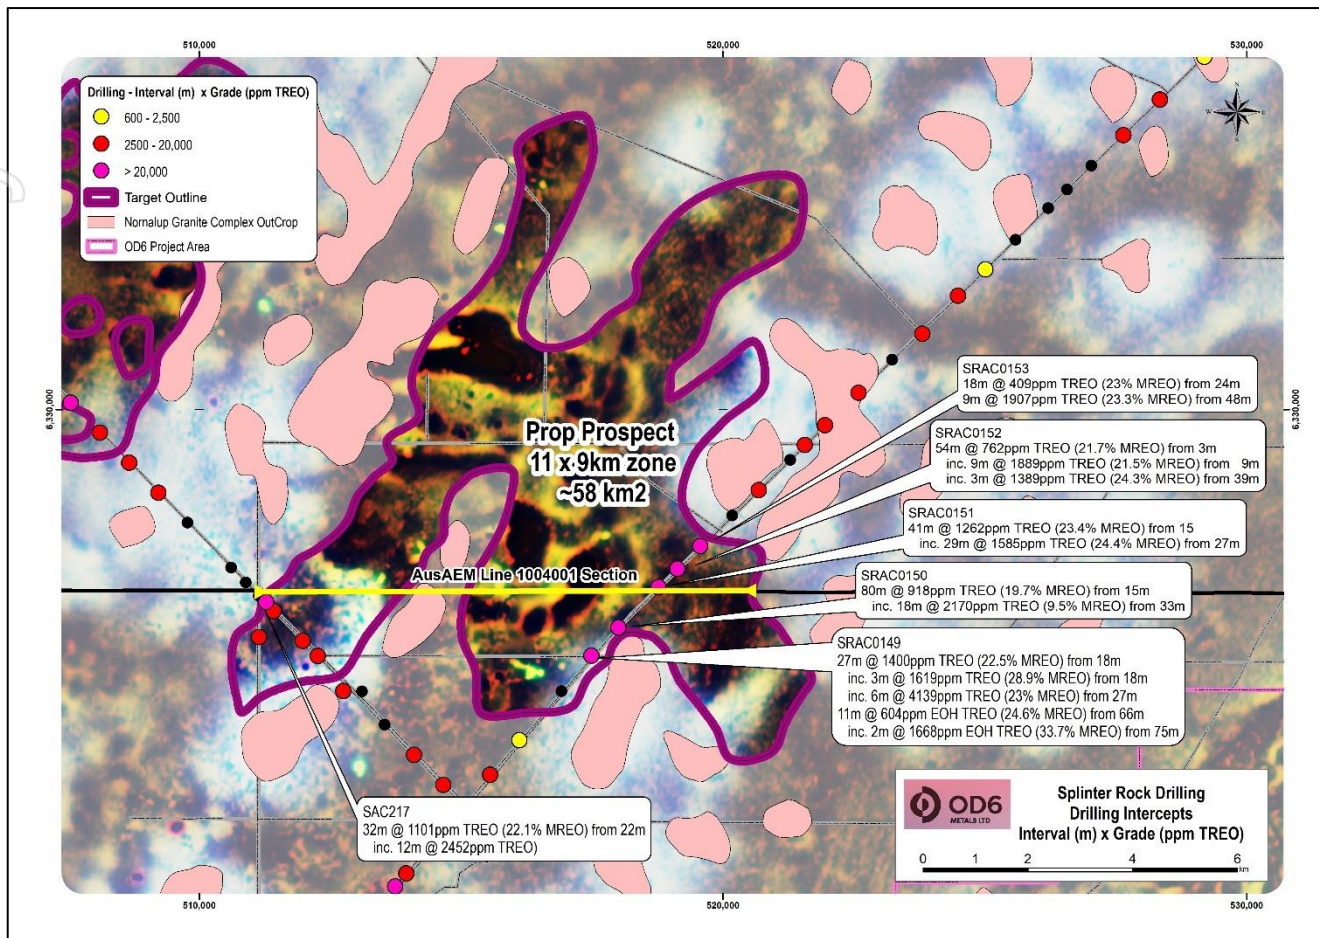 510,000
520,000
530,000
Drilling - Interval (m) x Grade (ppm TREO)
600 - 2,500
2500 - 20,000
> 20,000
Target Outline
Nornalup Granite Complex OutCrop
OD6 Project Area
N
W
E
S
6,330,000
6,330,000
Prop Prospect
11 x 9km zone
~58 km2
AusAEM Line 1004001 Section
SRAC0153
18m @ 409ppm TREO (23% MREO) from 24m
9m @ 1907ppm TREO (23.3% MREO) from 48m
SRAC0152
54m @ 762ppm TREO (21.7% MREO) from 3m
inc. 9m @ 1889ppm TREO (21.5% MREO) from 9m
inc. 3m @ 1389ppm TREO (24.3% MREO) from 39m
SRAC0151
41m @ 1262ppm TREO (23.4% MREO) from 15
inc. 29m @ 1585ppm TREO (24.4% MREO) from 27m
SRAC0150
80m @ 918ppm TREO (19.7% MREO) from 15m
inc. 18m @ 2170ppm TREO (9.5% MREO) from 33m
SRAC0149
27m @ 1400ppm TREO (22.5% MREO) from 18m
inc. 3m @ 1619ppm TREO (28.9% MREO) from 18m
inc. 6m @ 4139ppm TREO (23% MREO) from 27m
11m @ 604ppm EOH TREO (24.6% MREO) from 66m
inc. 2m @ 1668ppm EOH TREO (33.7% MREO) from 75m
SAC217
32m @ 1101ppm TREO (22.1% MREO) from 22m
inc. 12m @ 2452ppm TREO)
OD6
METALS LTD
Splinter Rock Drilling
Drilling Intercepts
Interval (m) x Grade (ppm TREO)
0 1 2 4 6
km
510,000
520,000
530,000